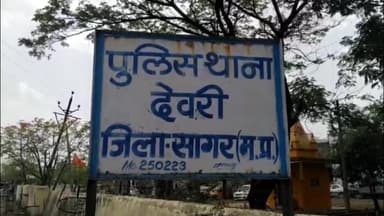 पुलिस थाना
देवरी
जिला-सागर (म.प्र.)
No. 250223